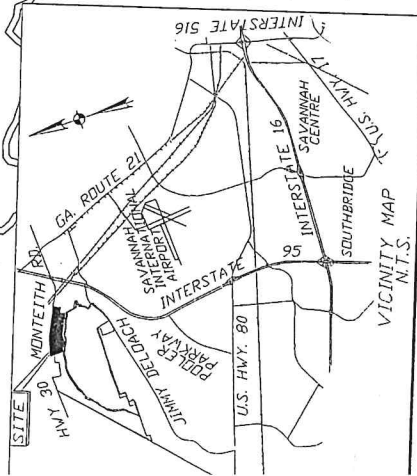 INTERSTATE 516
GA. ROUTE 21
MONTEITH
RD.
SITE
HWY 30
SAVANNAH
INTERNATIONAL
AIRPORT
INTERSTATE
95
INTERSTATE 16
SAVANNAH
CENTRE
U.S. HWY. 17
SOUTHBRIDGE
JIMMY DELOACH
POOLER
PARKWAY
U.S. HWY. 80
VICINITY MAP
N.T.S.